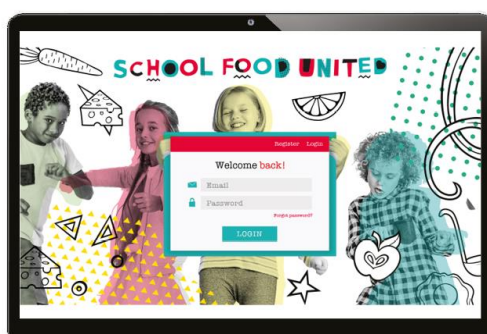 SCHOOL FOOD UNITED
Register Login
Welcome back!
Email
Password
Forgot password?
LOGIN